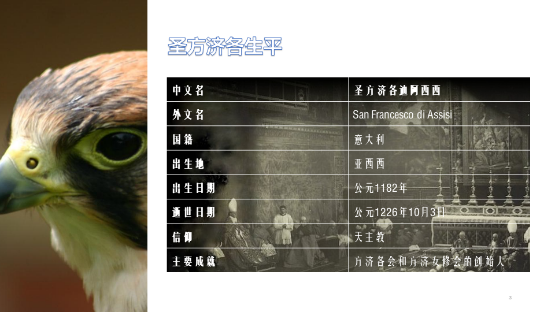 圣方济各生平
中文名 圣方济各迪阿西西
外文名 San Francesco di Assisi
国籍 意大利
出生地 亚西西
出生日期 公元1182年
逝世日期 公元1226年10月3日
信仰 天主教
主要成就 方济各会和方济女修会的创始人